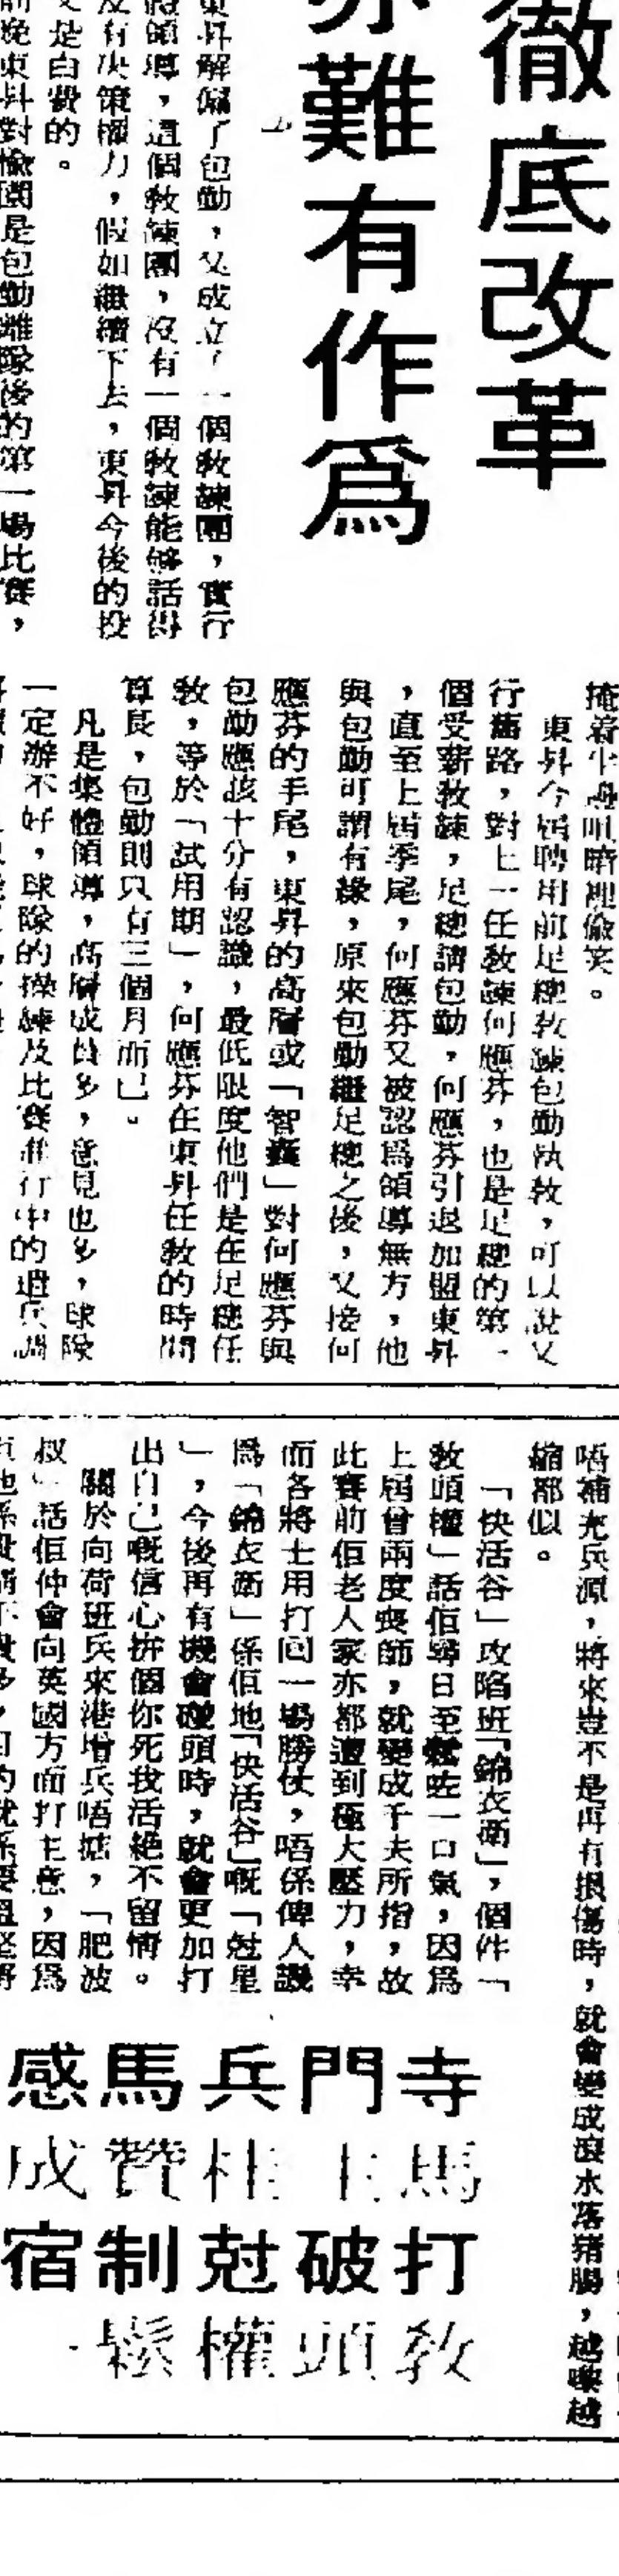 徹底改革
亦難有作為
東昇解僱了包勳，又成立了一個教練團，實行
領導，這個教練團，沒有一個教練能够話得
有决策權力，假如繼續下去，東昇今後的投
是白費的。
晚東昇對愉園是包勳離隊後的第一場比賽，
掩着半邊咀暗裡偷笑。
東昇今屆聘用前足總教練包勳執教，可以說又
行舊路，對上一任教練何應芬，也是足總的第一
個受薪教練，足總請包勳，何應芬引退加盟東昇
，直至上屆季尾，何應芬又被認爲領導無方，他
與包勳可謂有緣，原來包勳繼足總之後，又接何
應芬的手尾，東昇的高層或「智囊」對何應芬與
包勳應該十分有認識，最低限度他們是在足總任
教，等於「試用期」，何應芬在東昇任教的時間
算長，包勳則只有三個月而已。
凡是集體領導，高層成員多，意見也多，球隊
一定游不好，球隊的操練及比賽進行中的遣兵調
唔補充兵源，將來豈不是再有損傷時，就會變成滾水淥猪腸，越嚟越
縮都似。
「快活谷」攻陷班「錦衣衛」，個件「
教頭權」話佢尋日至鬆咗一口氣，因爲
上屆曾兩度喪師，就變成千夫所指，故
此賽前佢老人家亦都遭到極大壓力，幸
而各將士用打回一場勝仗，唔係俾人譏
爲「錦衣衛」係佢地「快活谷」嘅「尅星
」，今後再有機會碰頭時，就會更加打
出自己嘅信心拚個你死我活絕不留情。
關於向荷班兵來港增兵唔掂，「肥波
叔」話佢仲會向英國方面打主意，因爲
寺門兵馬感
馬主桂贊成
打破尅制宿
教頭權鬆一